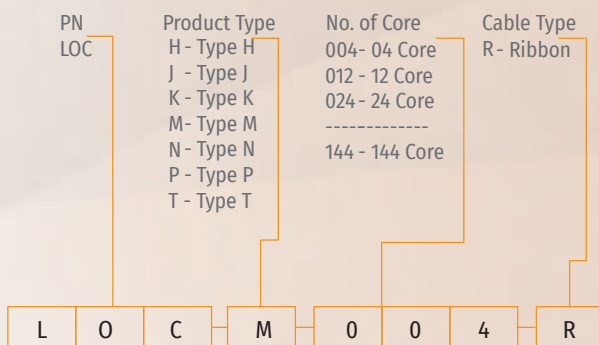 PN
LOC
Product Type
H - Type H
J - Type J
K - Type K
M - Type M
N - Type N
P - Type P
T - Type T
No. of Core
004 - 04 Core
012 - 12 Core
024 - 24 Core
-------------
144 - 144 Core
Cable Type
R - Ribbon
L O C - M - 0 0 4 - R